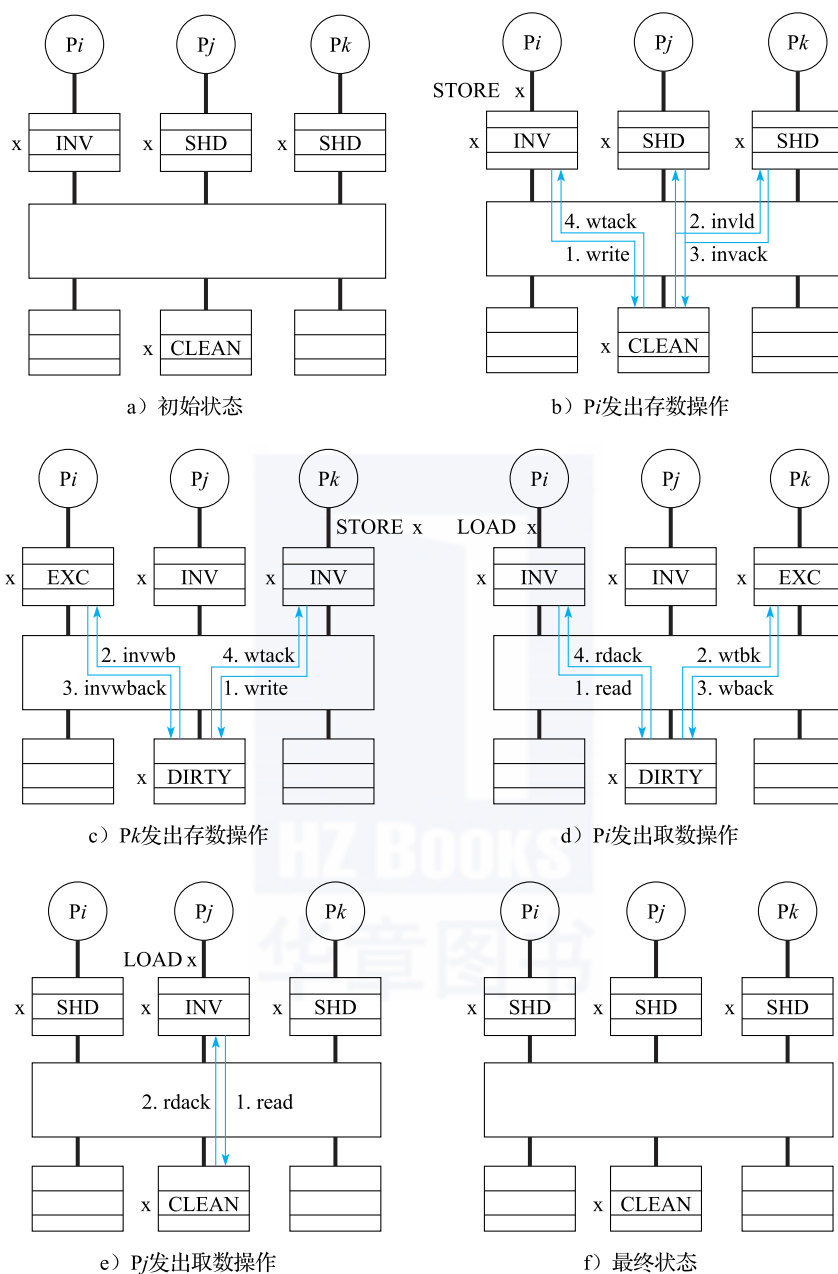 Pi Pj Pk
x INV x SHD x SHD
x CLEAN
a）初始状态
Pi Pj Pk
STORE x
x INV x SHD x SHD
4. wtack 2. invld
1. write 3. invack
x CLEAN
b）Pi发出存数操作
Pi Pj Pk
STORE x
x EXC x INV x INV
2. invwb 4. wtack
3. invwback 1. write
x DIRTY
c）Pk发出存数操作
Pi Pj Pk
LOAD x
x INV x INV x EXC
4. rdack 2. wtbk
1. read 3. wback
x DIRTY
d）Pi发出取数操作
Pi Pj Pk
LOAD x
x SHD x INV x SHD
2. rdack 1. read
x CLEAN
e）Pj发出取数操作
Pi Pj Pk
x SHD x SHD x SHD
x CLEAN
f）最终状态
HZ BOOKS
华章图书